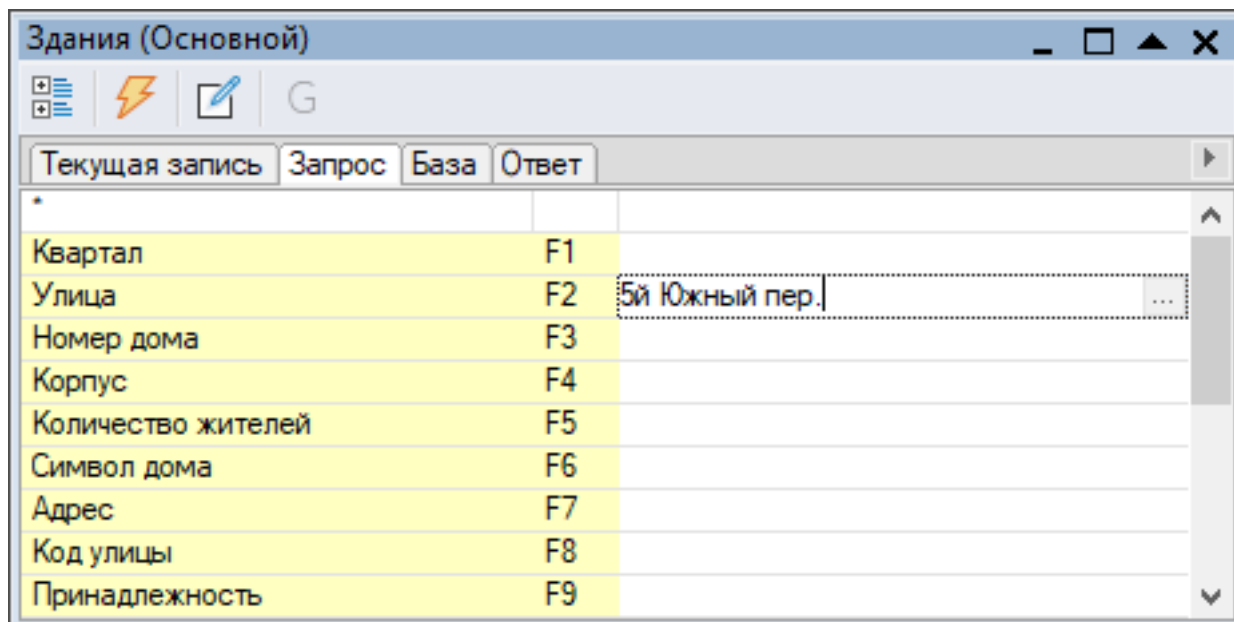 Здания (Основной)
G
Текущая запись Запрос База Ответ
*
Квартал F1
Улица F2 5й Южный пер. ...
Номер дома F3
Корпус F4
Количество жителей F5
Символ дома F6
Адрес F7
Код улицы F8
Принадлежность F9